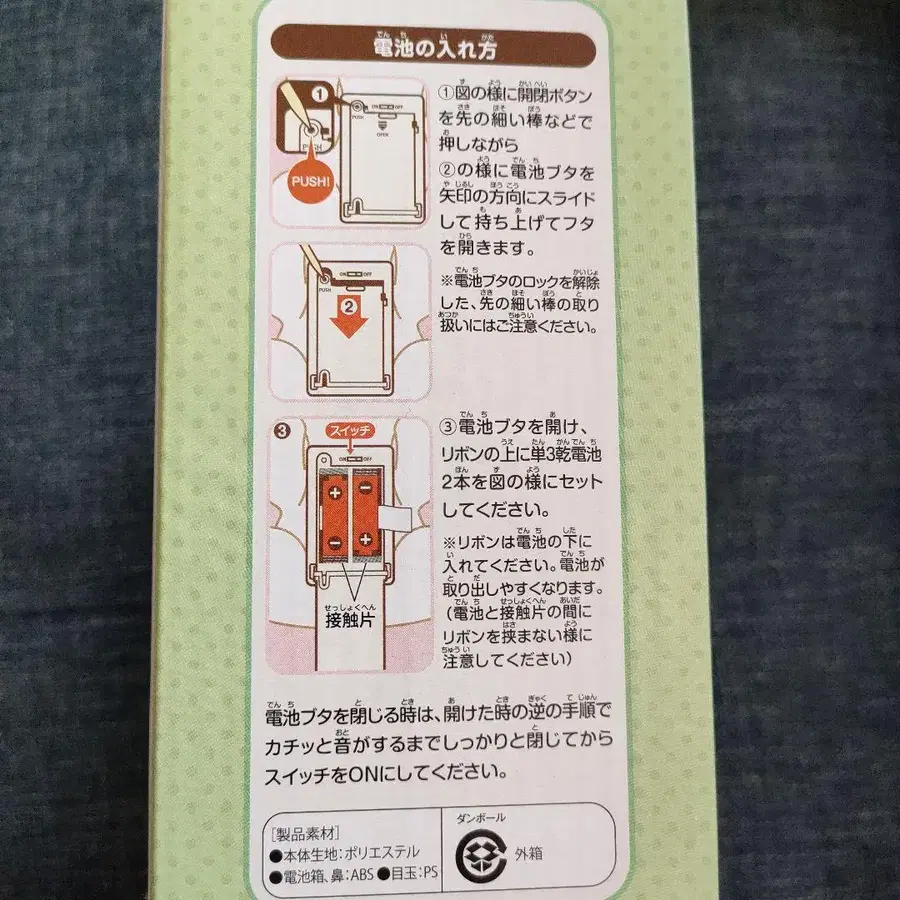 電池の入れ方
①
ON OFF
PUSH
OPEN
PUSH
PUSH!
①図の様に開閉ボタン
を先の細い棒などで
押しながら
②の様に電池ブタを
矢印の方向にスライド
して持ち上げてフタ
を開きます。
※電池ブタのロックを解除
した、先の細い棒の取り
扱いにはご注意ください。
ON OFF
PUSH
②
③
スイッチ
ON OFF
+ −
− +
接触片
③電池ブタを開け、
リボンの上に単3乾電池
2本を図の様にセット
してください。
※リボンは電池の下に
入れてください。電池が
取り出しやすくなります。
(電池と接触片の間に
リボンを挟まない様に
注意してください)
電池ブタを閉じる時は、開けた時の逆の手順で
カチッと音がするまでしっかりと閉じてから
スイッチをONにしてください。
[製品素材]
●本体生地:ポリエステル
●電池箱、鼻:ABS ●目玉:PS
ダンボール
外箱